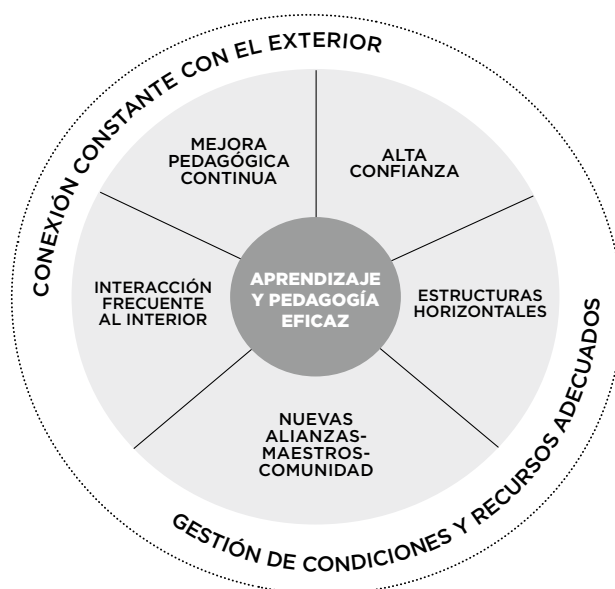 CONEXIÓN CONSTANTE CON EL EXTERIOR
MEJORA
PEDAGÓGICA
CONTINUA
ALTA
CONFIANZA
INTERACCIÓN
FRECUENTE
AL INTERIOR
APRENDIZAJE
Y PEDAGOGÍA
EFICAZ
ESTRUCTURAS
HORIZONTALES
NUEVAS
ALIANZAS-
MAESTROS-
COMUNIDAD
GESTIÓN DE CONDICIONES Y RECURSOS ADECUADOS